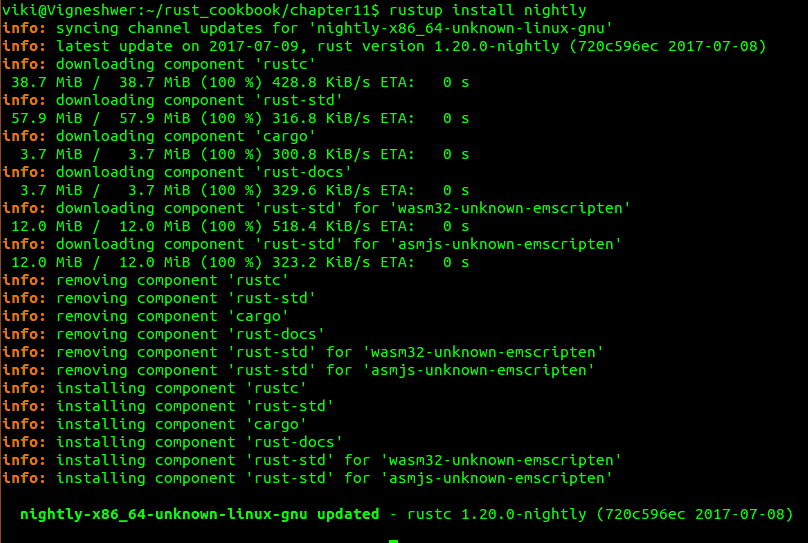 viki@Vigneshwer:~/rust_cookbook/chapter11$ rustup install nightly
info: syncing channel updates for 'nightly-x86_64-unknown-linux-gnu'
info: latest update on 2017-07-09, rust version 1.20.0-nightly (720c596ec 2017-07-08)
info: downloading component 'rustc'
 38.7 MiB /  38.7 MiB (100 %) 428.8 KiB/s ETA:   0 s
info: downloading component 'rust-std'
 57.9 MiB /  57.9 MiB (100 %) 316.8 KiB/s ETA:   0 s
info: downloading component 'cargo'
  3.7 MiB /   3.7 MiB (100 %) 300.8 KiB/s ETA:   0 s
info: downloading component 'rust-docs'
  3.7 MiB /   3.7 MiB (100 %) 329.6 KiB/s ETA:   0 s
info: downloading component 'rust-std' for 'wasm32-unknown-emscripten'
 12.0 MiB /  12.0 MiB (100 %) 518.4 KiB/s ETA:   0 s
info: downloading component 'rust-std' for 'asmjs-unknown-emscripten'
 12.0 MiB /  12.0 MiB (100 %) 323.2 KiB/s ETA:   0 s
info: removing component 'rustc'
info: removing component 'rust-std'
info: removing component 'cargo'
info: removing component 'rust-docs'
info: removing component 'rust-std' for 'wasm32-unknown-emscripten'
info: removing component 'rust-std' for 'asmjs-unknown-emscripten'
info: installing component 'rustc'
info: installing component 'rust-std'
info: installing component 'cargo'
info: installing component 'rust-docs'
info: installing component 'rust-std' for 'wasm32-unknown-emscripten'
info: installing component 'rust-std' for 'asmjs-unknown-emscripten'
  nightly-x86_64-unknown-linux-gnu updated - rustc 1.20.0-nightly (720c596ec 2017-07-08)